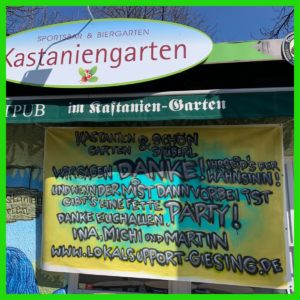 SPORTSBAR & BIERGARTEN
Kastaniengarten
PUB im Kastanien-Garten
KASTANIEN & SCHÖN
GARTEN STÜBERL
SAGEN DANKE! IHR SEID DER WAHNSINN!
UND WENN DER MIST DANN VORBEI IST
GIBT'S EINE FETTE PARTY!
DANKE EUCH ALLEN!
INA, MICHI UND MARTIN
WWW.LOKALSUPPORT-GIESING.DE